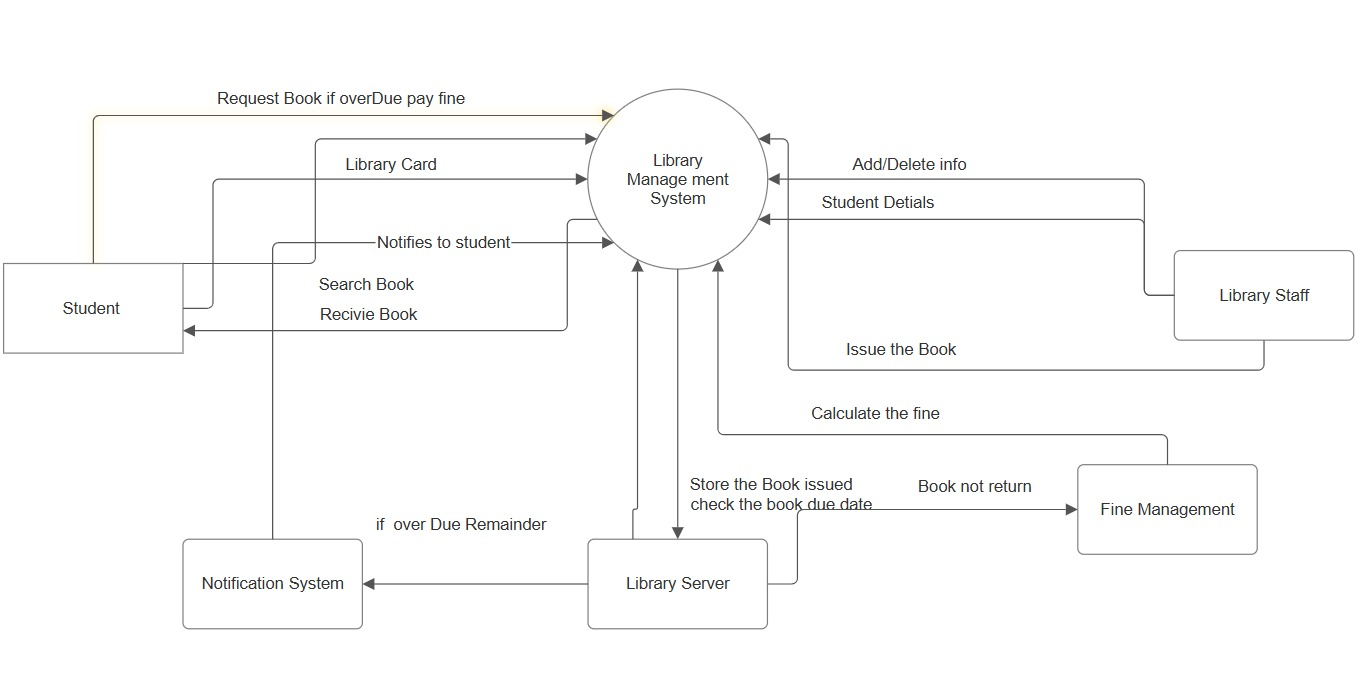 Request Book if overDue pay fine
Library Card
Library
Manage ment
System
Add/Delete info
Student Detials
Notifies to student
Search Book
Recivie Book
Student
Library Staff
Issue the Book
Calculate the fine
Store the Book issued
check the book due date
Book not return
Fine Management
if over Due Remainder
Notification System
Library Server